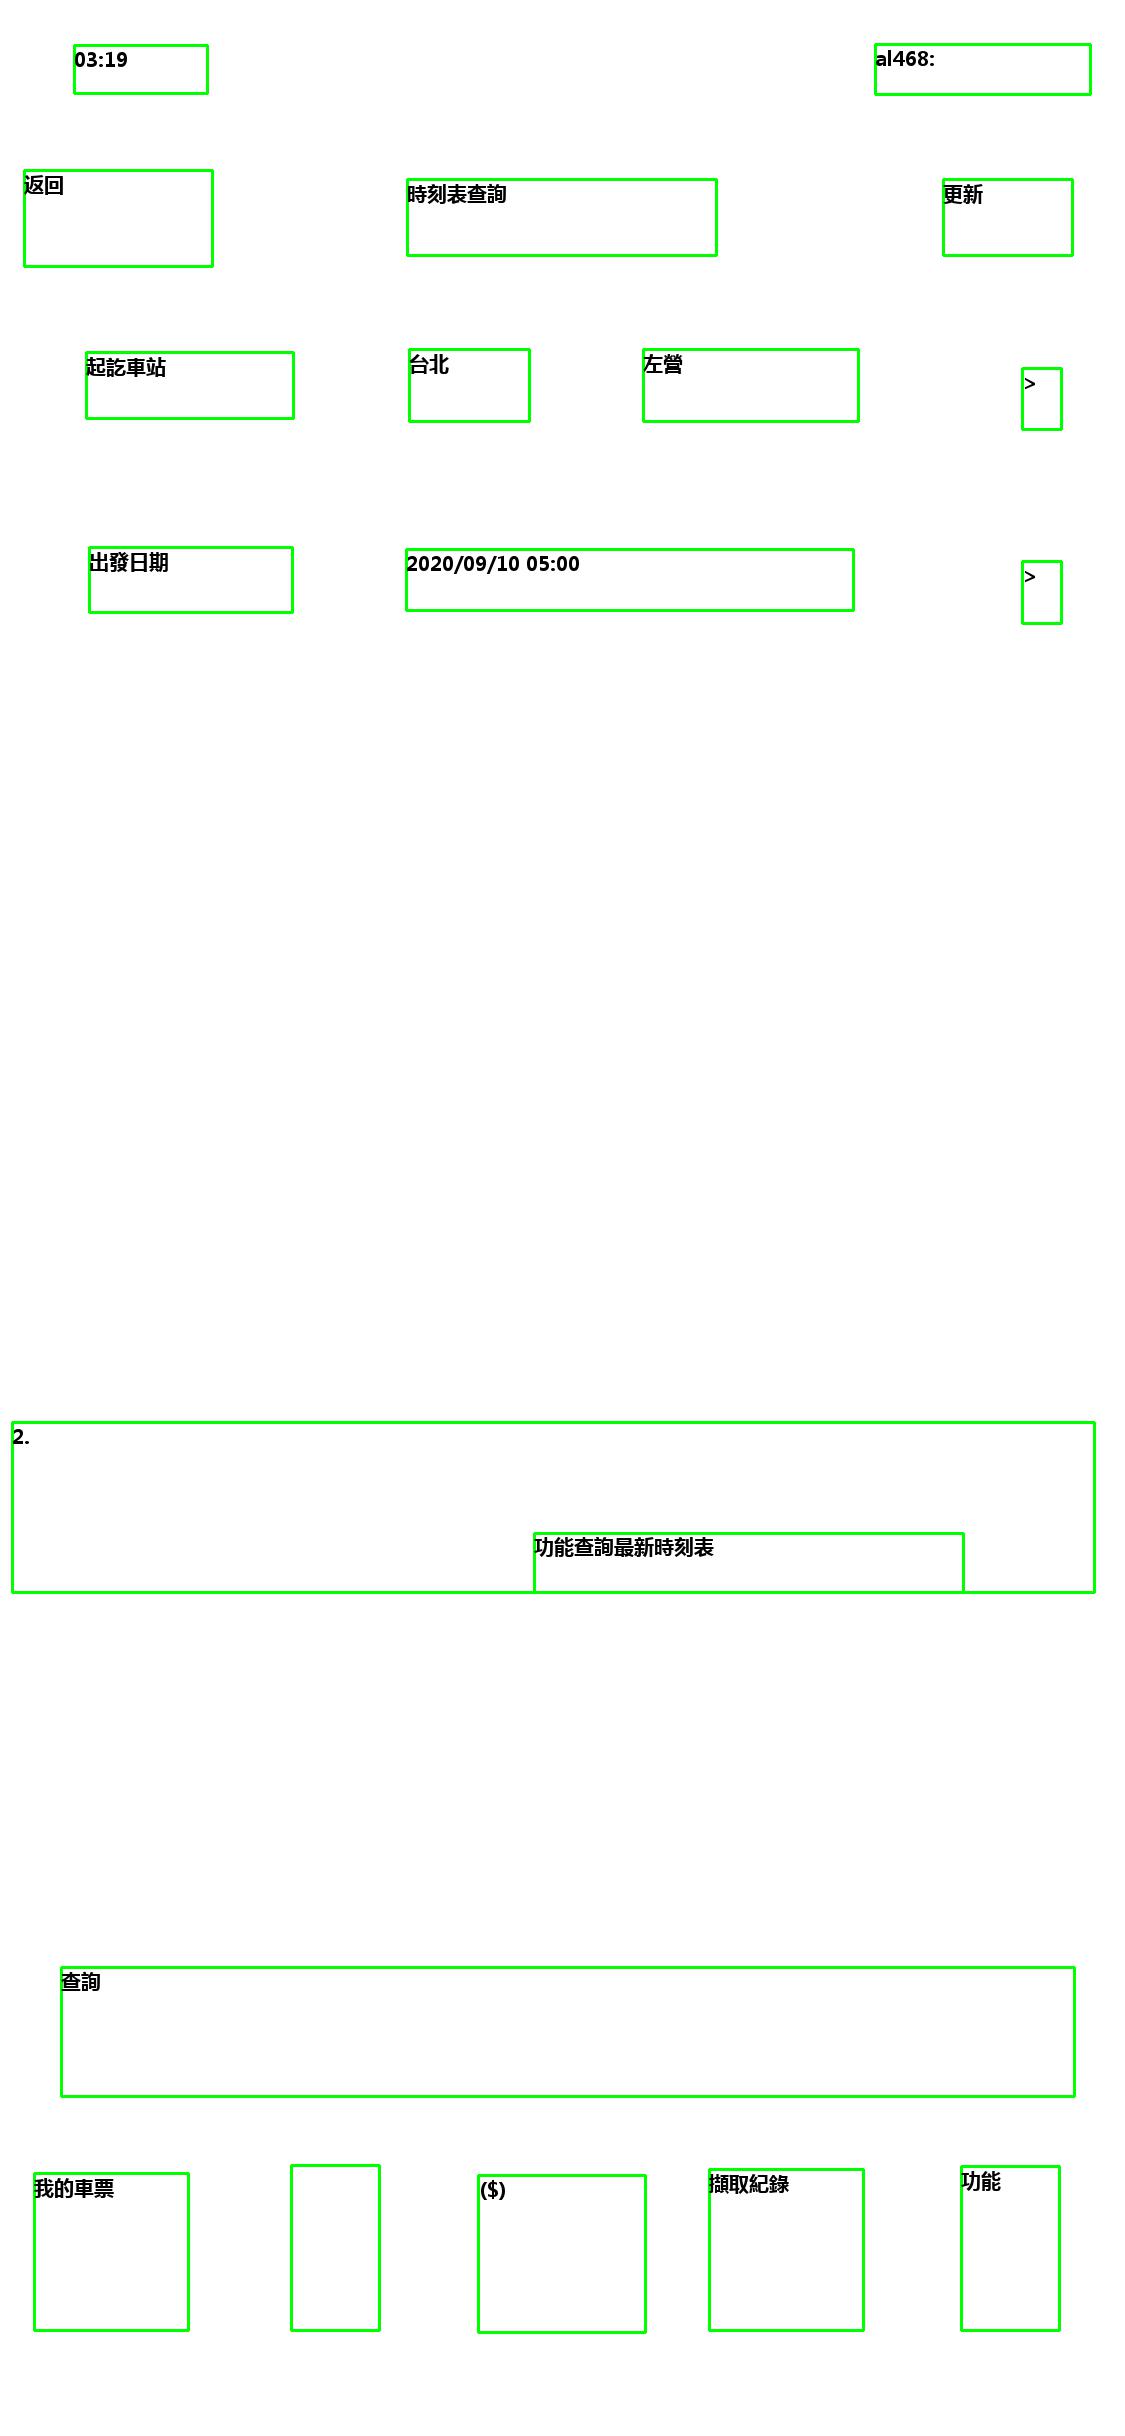 03:19 al468:
返回 時刻表查詢 更新
起訖車站 台北 左營 >
出發日期 2020/09/10 05:00 >
2.
功能查詢最新時刻表
查詢
我的車票 ($) 擷取紀錄 功能